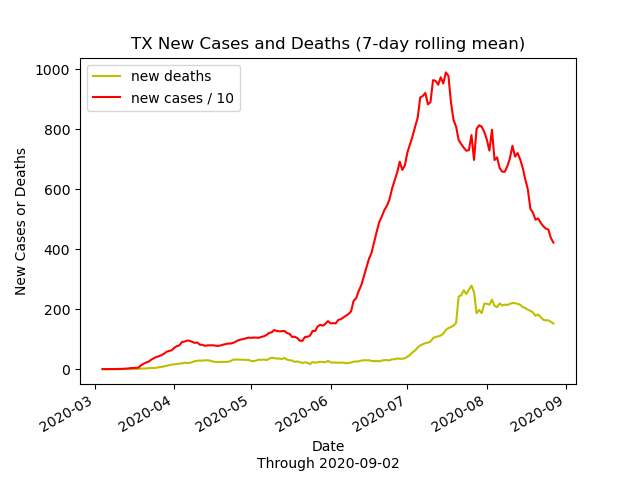 TX New Cases and Deaths (7-day rolling mean)
new deaths
new cases / 10
1000
800
600
400
200
0
New Cases or Deaths
2020-03
2020-04
2020-05
2020-06
2020-07
2020-08
2020-09
Date
Through 2020-09-02